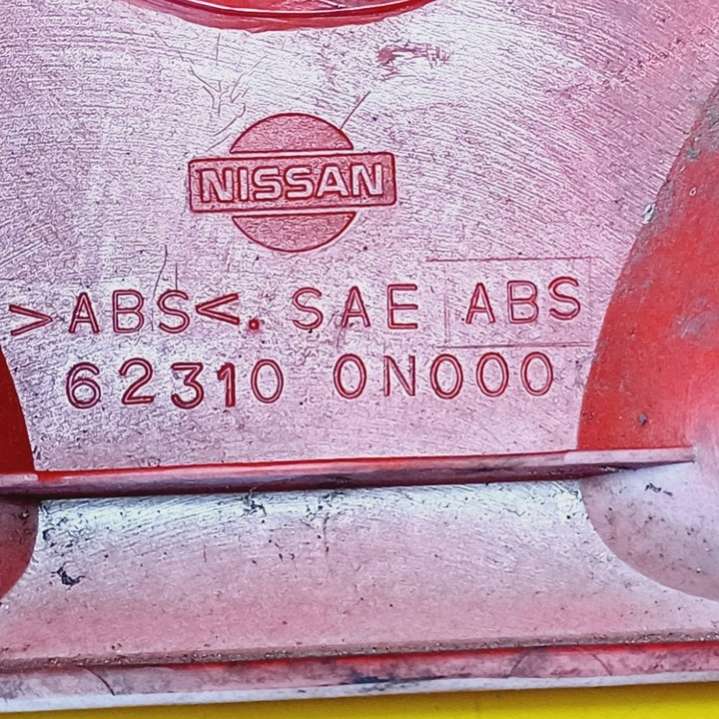 NISSAN
>ABS<. SAE ABS
62310 0N000